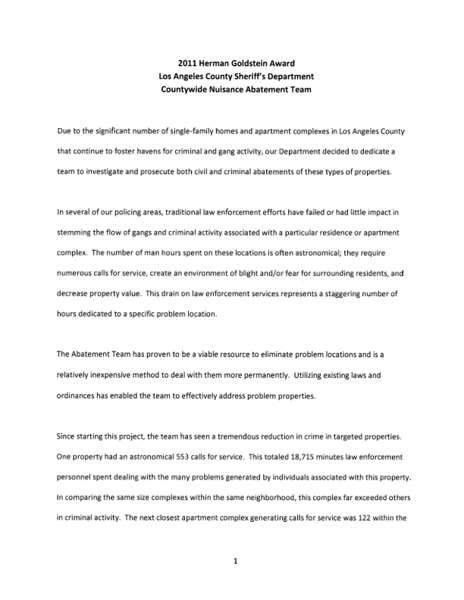 2011 Herman Goldstein Award
Los Angeles County Sheriff's Department
Countywide Nuisance Abatement Team
Due to the significant number of single-family homes and apartment complexes in Los Angeles County
that continue to foster havens for criminal and gang activity, our Department decided to dedicate a
team to investigate and prosecute both civil and criminal abatements of these types of properties.
In several of our policing areas, traditional law enforcement efforts have failed or had little impact in
stemming the flow of gangs and criminal activity associated with a particular residence or apartment
complex.  The number of man hours spent on these locations is often astronomical; they require
numerous calls for service, create an environment of blight and/or fear for surrounding residents, and
decrease property value.  This drain on law enforcement services represents a staggering number of
hours dedicated to a specific problem location.
The Abatement Team has proven to be a viable resource to eliminate problem locations and is a
relatively inexpensive method to deal with them more permanently.  Utilizing existing laws and
ordinances has enabled the team to effectively address problem properties.
Since starting this project, the team has seen a tremendous reduction in crime in targeted properties.
One property had an astronomical 553 calls for service.  This totaled 18,715 minutes law enforcement
personnel spent dealing with the many problems generated by individuals associated with this property.
In comparing the same size complexes within the same neighborhood, this complex far exceeded others
in criminal activity.  The next closest apartment complex generating calls for service was 122 within the
1